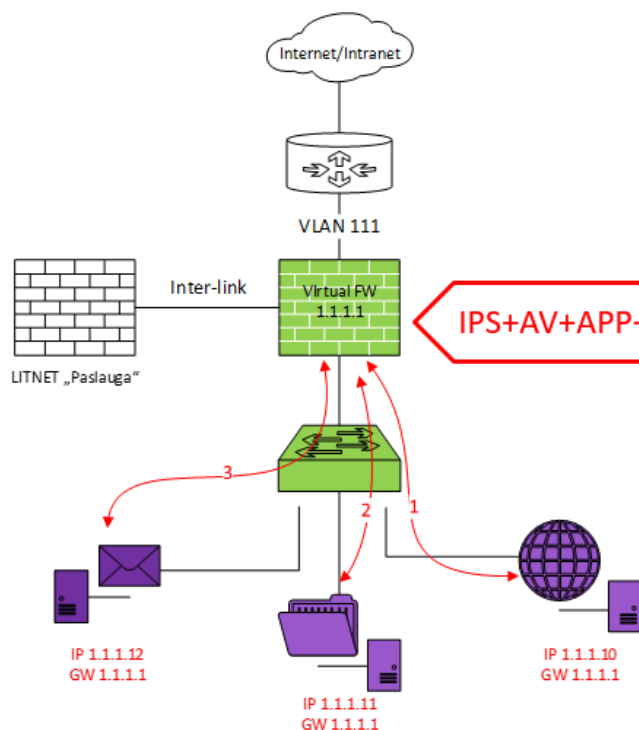 Internet/Intranet
VLAN 111
Inter-link
Virtual FW
1.1.1.1
IPS+AV+APP-
LITNET „Paslauga“
3
2
1
IP 1.1.1.12
GW 1.1.1.1
IP 1.1.1.11
GW 1.1.1.1
IP 1.1.1.10
GW 1.1.1.1